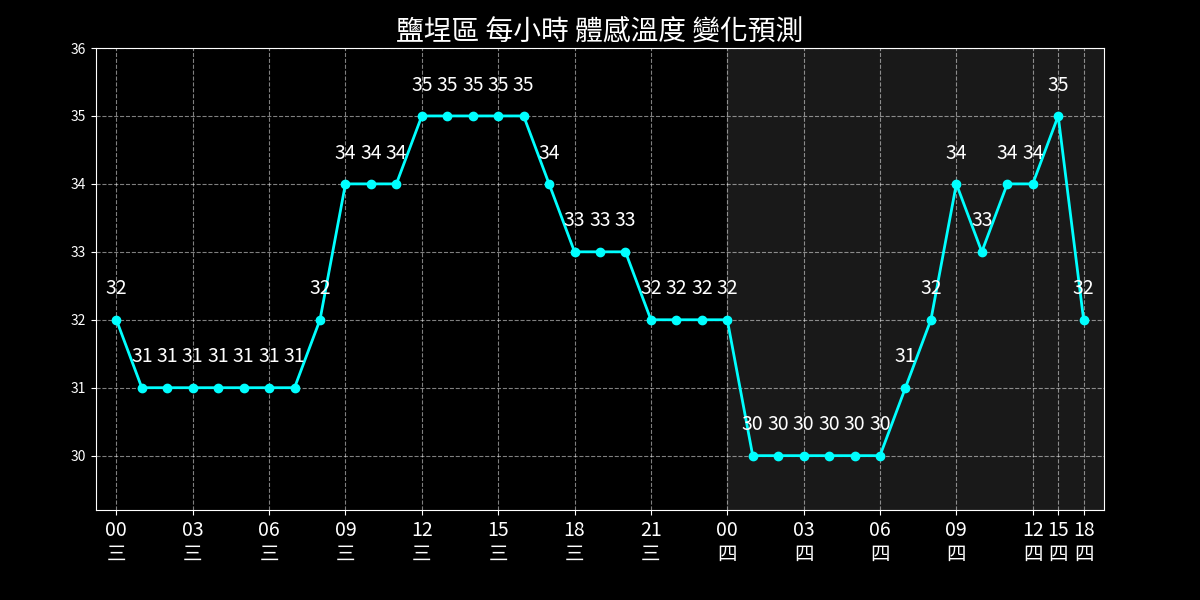 鹽埕區 每小時 體感溫度 變化預測
36
35 35 35 35 35 35
35
34 34 34 34 34 34 34
34
33 33 33 33
33
32 32 32 32 32 32 32 32
32
31 31 31 31 31 31 31 31
31
30 30 30 30 30 30
30
00 03 06 09 12 15 18 21 00 03 06 09 12 15 18
三 三 三 三 三 三 三 三 四 四 四 四 四 四 四